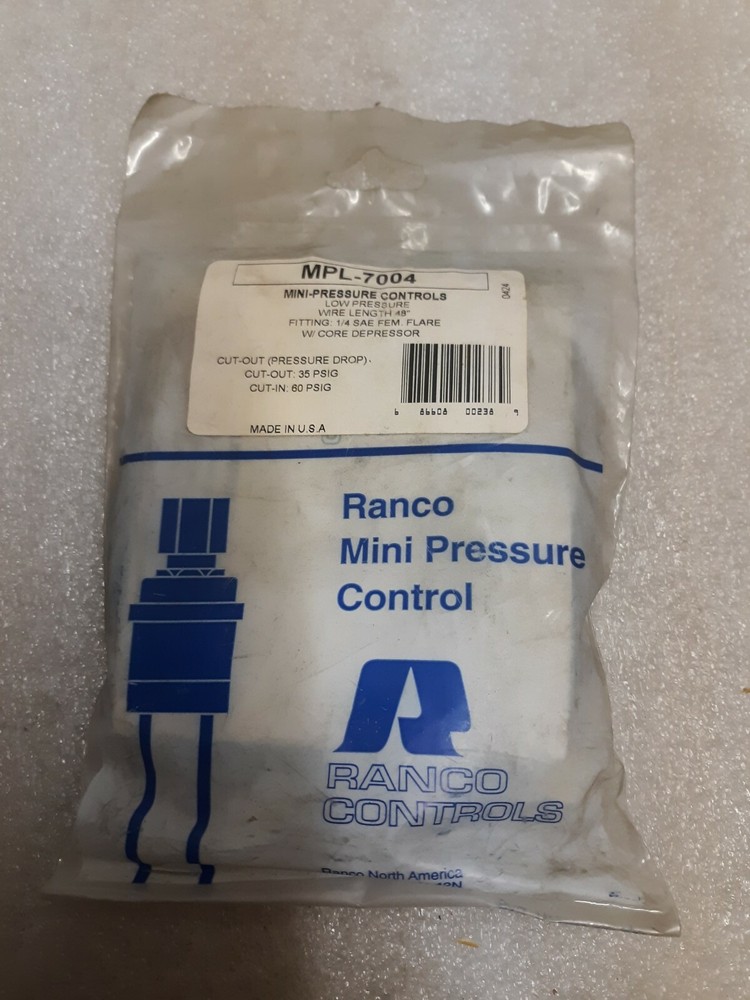 MPL-7004
MINI-PRESSURE CONTROLS
LOW PRESSURE
WIRE LENGTH 48"
FITTING: 1/4 SAE FEM. FLARE
W/ CORE DEPRESSOR
0424
CUT-OUT (PRESSURE DROP)
CUT-OUT: 35 PSIG
CUT-IN: 60 PSIG
6 86608 00238 9
MADE IN U.S.A
Ranco
Mini Pressure
Control
RANCO
CONTROLS
Ranco North America